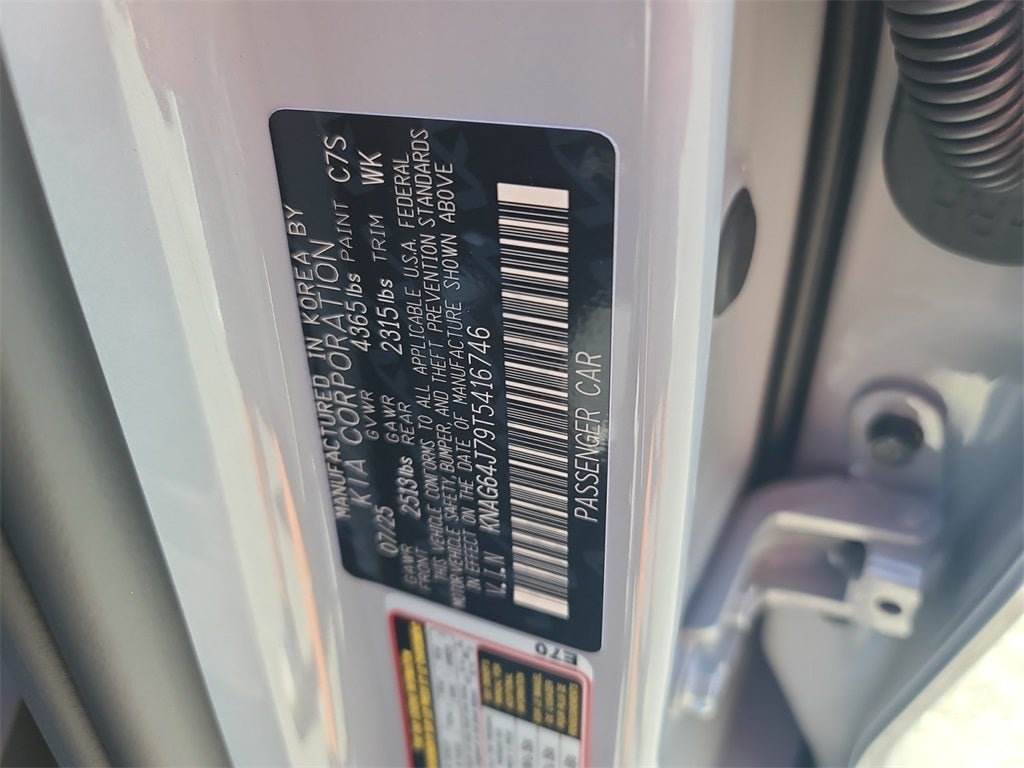 MANUFACTURED IN KOREA BY
KIA CORPORATION
07/25 GVWR 4365lbs PAINT C7S
GAWR FRONT 2513lbs GAWR REAR 2315lbs TRIM WK
THIS VEHICLE CONFORMS TO ALL APPLICABLE U.S.A. FEDERAL
MOTOR VEHICLE SAFETY, BUMPER, AND THEFT PREVENTION STANDARDS
IN EFFECT ON THE DATE OF MANUFACTURE SHOWN ABOVE
V.I.N KNAG64J79T5416746
PASSENGER CAR
E70